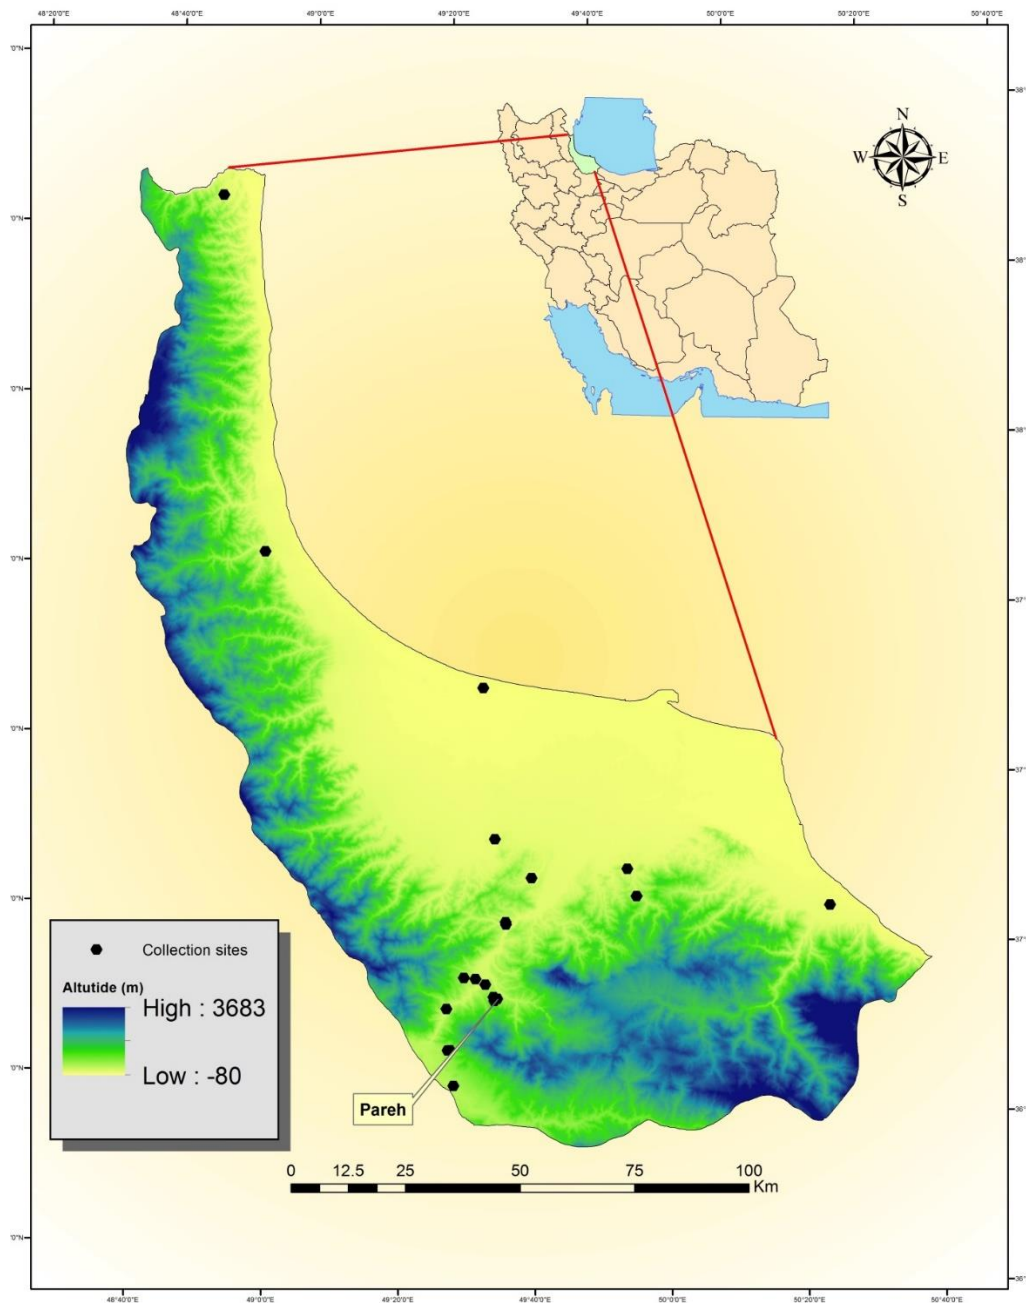 48°20'0"E 48°40'0"E 49°0'0"E 49°20'0"E 49°40'0"E 50°0'0"E 50°20'0"E 50°40'0"E
N
W E
S
Collection sites
Altutide (m)
High : 3683
Low : -80
Pareh
0 12.5 25 50 75 100
Km
48°40'0"E 49°0'0"E 49°20'0"E 49°40'0"E 50°0'0"E 50°20'0"E 50°40'0"E